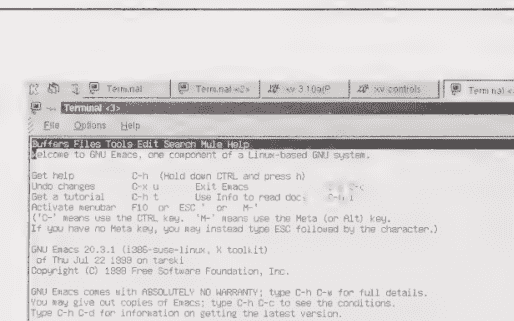 Terminal
Terminal <2>
xv controls
Terminal <3>
File Options Help
Buffers Files Tools Edit Search Mule Help
Welcome to GNU Emacs, one component of a Linux-based GNU system.
Get help C-h (Hold down CTRL and press h)
Undo changes C-x u Exit Emacs
Get a tutorial C-h t Use Info to read docs C-h i
Activate menubar F10 or ESC ` or M-`
('C-' means use the CTRL key. 'M-' means use the Meta (or Alt) key.
If you have no Meta key, you may instead type ESC followed by the character.)
GNU Emacs 20.3.1 (i386-suse-linux, X toolkit)
of Thu Jul 22 1999 on tarski
Copyright (C) 1998 Free Software Foundation, Inc.
GNU Emacs comes with ABSOLUTELY NO WARRANTY; type C-h C-w for full details.
You may give out copies of Emacs; type C-h C-c to see the conditions.
Type C-h C-d for information on getting the latest version.